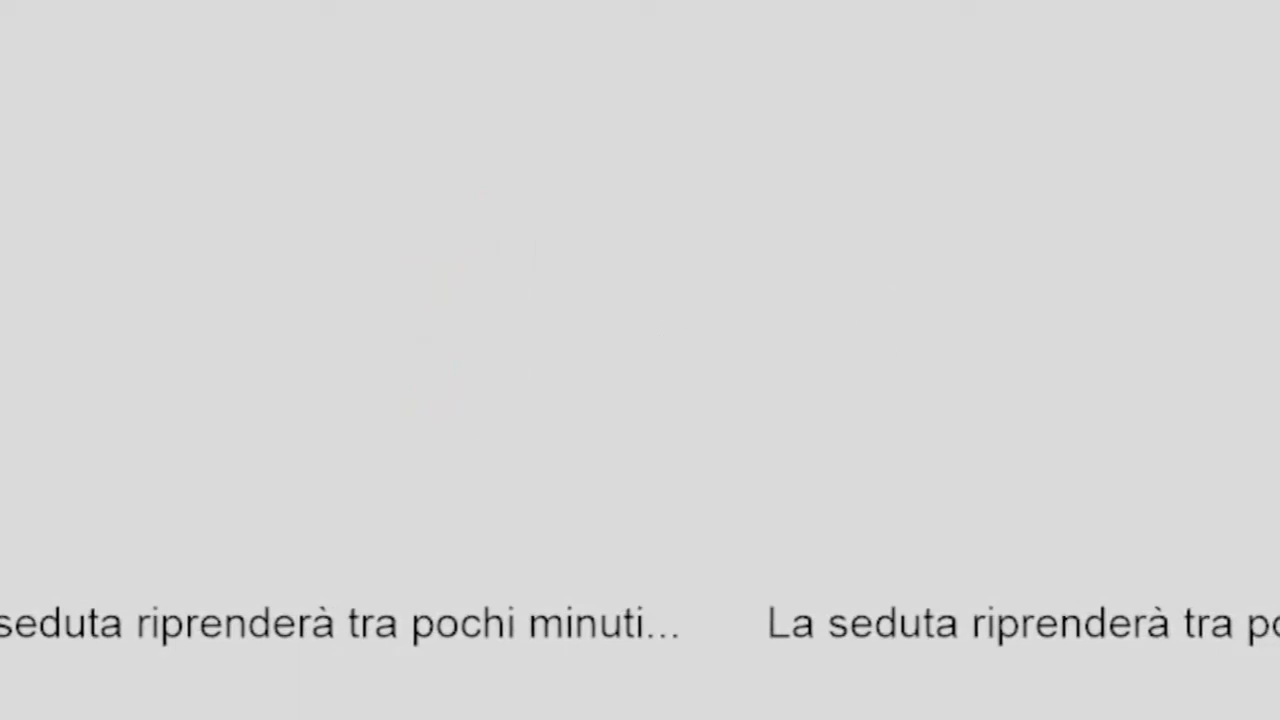 seduta riprenderà tra pochi minuti... La seduta riprenderà tra